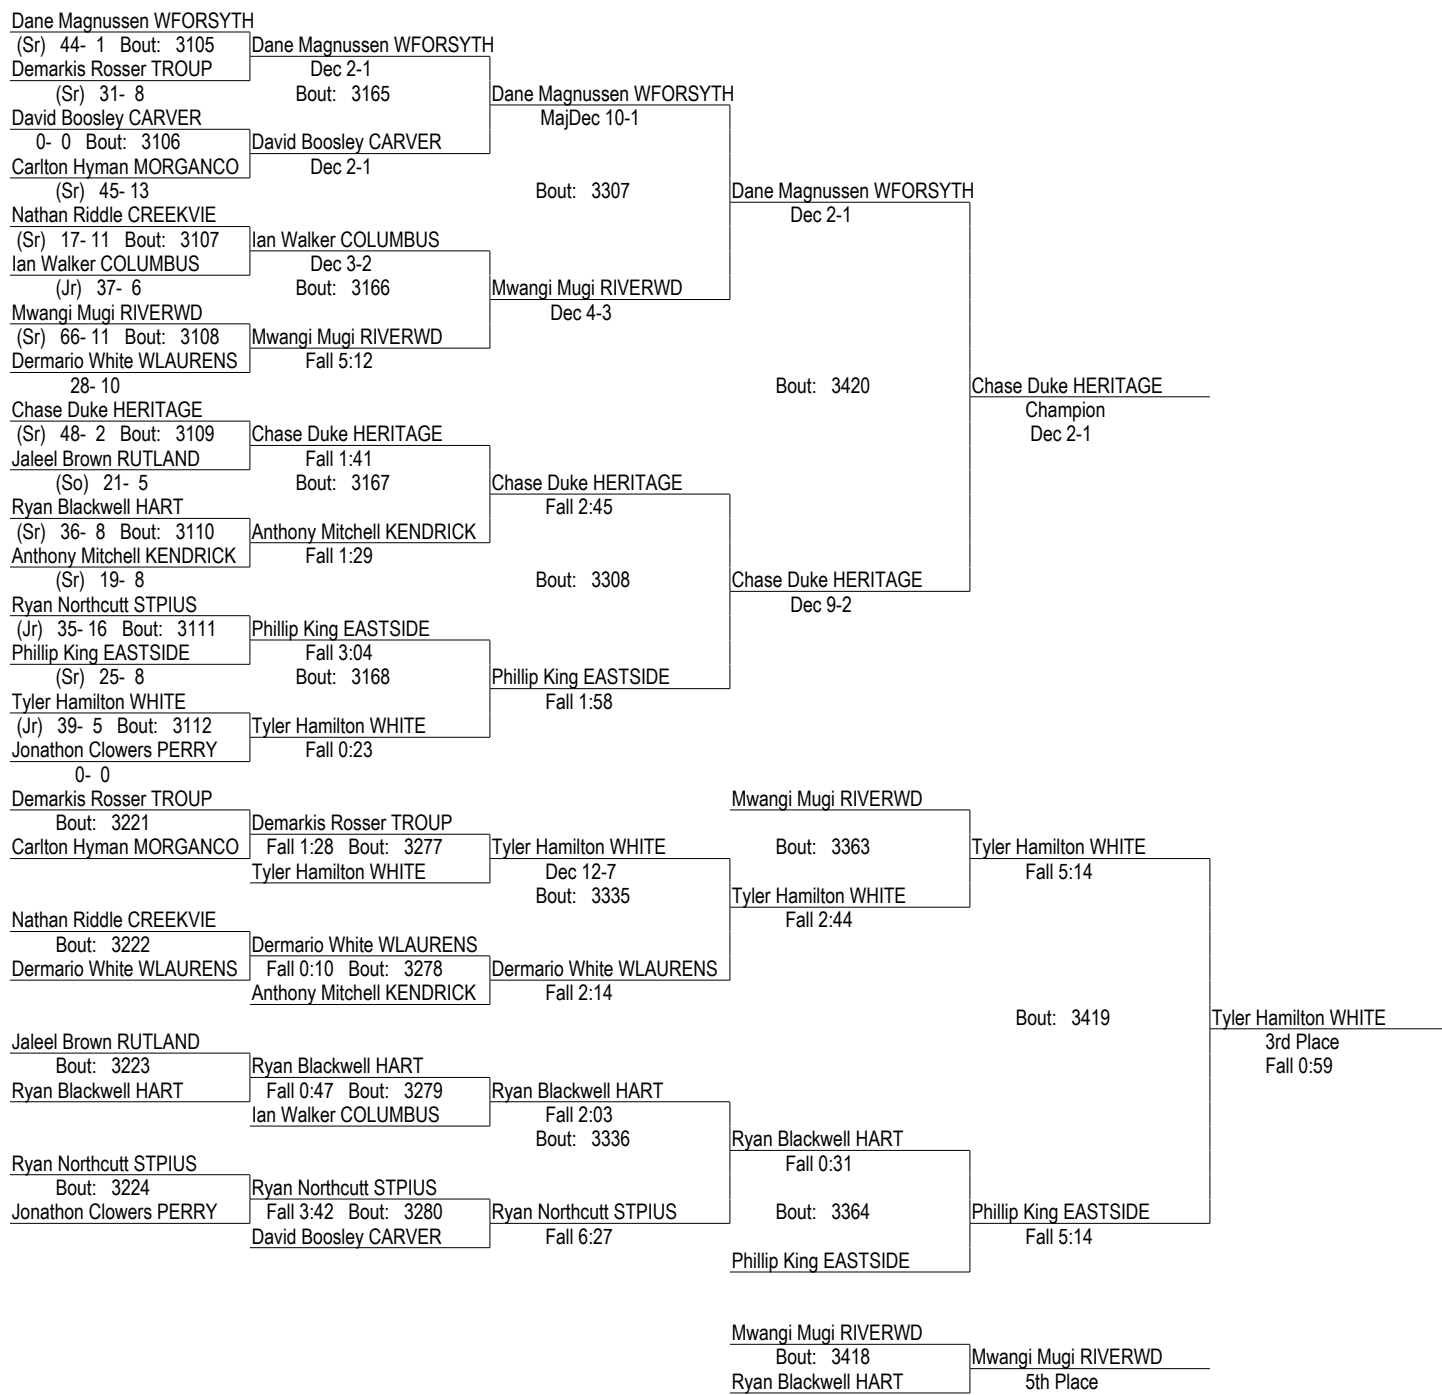 Dane Magnussen WFORSYTH
(Sr) 44- 1 Bout: 3105 Dane Magnussen WFORSYTH
Demarkis Rosser TROUP Dec 2-1
(Sr) 31- 8 Bout: 3165 Dane Magnussen WFORSYTH
David Boosley CARVER MajDec 10-1
0- 0 Bout: 3106 David Boosley CARVER
Carlton Hyman MORGANCO Dec 2-1
(Sr) 45- 13 Bout: 3307 Dane Magnussen WFORSYTH
Nathan Riddle CREEKVIE Dec 2-1
(Sr) 17- 11 Bout: 3107 Ian Walker COLUMBUS
Ian Walker COLUMBUS Dec 3-2
(Jr) 37- 6 Bout: 3166 Mwangi Mugi RIVERWD
Mwangi Mugi RIVERWD Dec 4-3
(Sr) 66- 11 Bout: 3108 Mwangi Mugi RIVERWD
Dermario White WLAURENS Fall 5:12
28- 10 Bout: 3420 Chase Duke HERITAGE
Chase Duke HERITAGE Champion
(Sr) 48- 2 Bout: 3109 Chase Duke HERITAGE Dec 2-1
Jaleel Brown RUTLAND Fall 1:41
(So) 21- 5 Bout: 3167 Chase Duke HERITAGE
Ryan Blackwell HART Fall 2:45
(Sr) 36- 8 Bout: 3110 Anthony Mitchell KENDRICK
Anthony Mitchell KENDRICK Fall 1:29
(Sr) 19- 8 Bout: 3308 Chase Duke HERITAGE
Ryan Northcutt STPIUS Dec 9-2
(Jr) 35- 16 Bout: 3111 Phillip King EASTSIDE
Phillip King EASTSIDE Fall 3:04
(Sr) 25- 8 Bout: 3168 Phillip King EASTSIDE
Tyler Hamilton WHITE Fall 1:58
(Jr) 39- 5 Bout: 3112 Tyler Hamilton WHITE
Jonathon Clowers PERRY Fall 0:23
0- 0
Demarkis Rosser TROUP Mwangi Mugi RIVERWD
Bout: 3221 Demarkis Rosser TROUP
Carlton Hyman MORGANCO Fall 1:28 Bout: 3277 Tyler Hamilton WHITE Bout: 3363 Tyler Hamilton WHITE
Tyler Hamilton WHITE Dec 12-7 Fall 5:14
Bout: 3335 Tyler Hamilton WHITE
Nathan Riddle CREEKVIE Fall 2:44
Bout: 3222 Dermario White WLAURENS
Dermario White WLAURENS Fall 0:10 Bout: 3278 Dermario White WLAURENS
Anthony Mitchell KENDRICK Fall 2:14
Bout: 3419 Tyler Hamilton WHITE
Jaleel Brown RUTLAND 3rd Place
Bout: 3223 Ryan Blackwell HART Fall 0:59
Ryan Blackwell HART Fall 0:47 Bout: 3279 Ryan Blackwell HART
Ian Walker COLUMBUS Fall 2:03
Bout: 3336 Ryan Blackwell HART
Ryan Northcutt STPIUS Fall 0:31
Bout: 3224 Ryan Northcutt STPIUS
Jonathon Clowers PERRY Fall 3:42 Bout: 3280 Ryan Northcutt STPIUS Bout: 3364 Phillip King EASTSIDE
David Boosley CARVER Fall 6:27 Fall 5:14
Phillip King EASTSIDE
Mwangi Mugi RIVERWD
Bout: 3418 Mwangi Mugi RIVERWD
Ryan Blackwell HART 5th Place